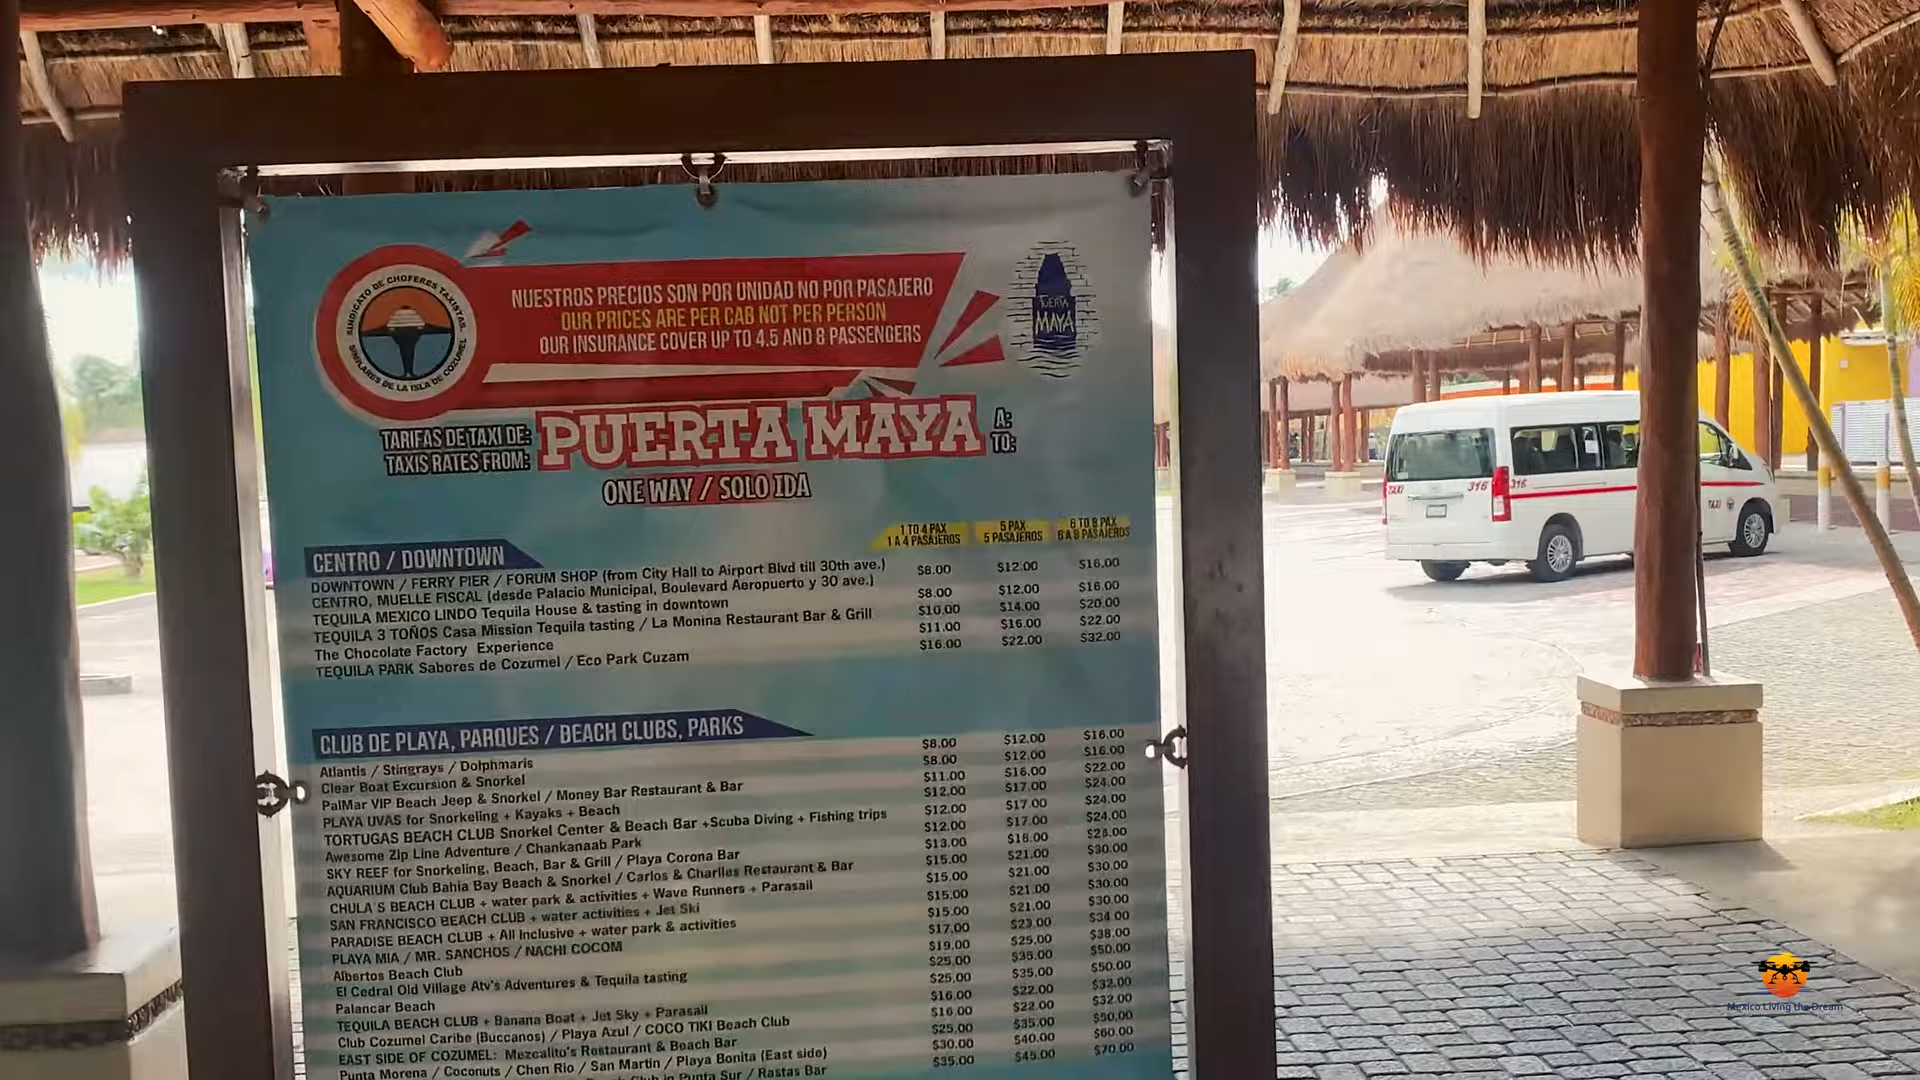 SINDICATO DE CHOFERES TAXISTAS.
SIMILARES DE LA ISLA DE COZUMEL
NUESTROS PRECIOS SON POR UNIDAD NO POR PASAJERO
OUR PRICES ARE PER CAB NOT PER PERSON
OUR INSURANCE COVER UP TO 4.5 AND 8 PASSENGERS
PUERTA
MAYA
TARIFAS DE TAXI DE: PUERTA MAYA A:
TAXIS RATES FROM: TO:
ONE WAY / SOLO IDA
1 TO 4 PAX 5 PAX 6 TO 8 PAX
1 A 4 PASAJEROS 5 PASAJEROS 6 A 8 PASAJEROS
CENTRO / DOWNTOWN
DOWNTOWN / FERRY PIER / FORUM SHOP (from City Hall to Airport Blvd till 30th ave.) $8.00 $12.00 $16.00
CENTRO, MUELLE FISCAL (desde Palacio Municipal, Boulevard Aeropuerto y 30 ave.)
TEQUILA MEXICO LINDO Tequila House & tasting in downtown $8.00 $12.00 $16.00
TEQUILA 3 TOÑOS Casa Mission Tequila tasting / La Monina Restaurant Bar & Grill $10.00 $14.00 $20.00
The Chocolate Factory Experience $11.00 $16.00 $22.00
TEQUILA PARK Sabores de Cozumel / Eco Park Cuzam $16.00 $22.00 $32.00
CLUB DE PLAYA, PARQUES / BEACH CLUBS, PARKS
Atlantis / Stingrays / Dolphmaris $8.00 $12.00 $16.00
Clear Boat Excursion & Snorkel $8.00 $12.00 $16.00
PalMar VIP Beach Jeep & Snorkel / Money Bar Restaurant & Bar $11.00 $16.00 $22.00
PLAYA UVAS for Snorkeling + Kayaks + Beach $12.00 $17.00 $24.00
TORTUGAS BEACH CLUB Snorkel Center & Beach Bar +Scuba Diving + Fishing trips $12.00 $17.00 $24.00
Awesome Zip Line Adventure / Chankanaab Park $12.00 $17.00 $24.00
SKY REEF for Snorkeling, Beach, Bar & Grill / Playa Corona Bar $13.00 $18.00 $26.00
AQUARIUM Club Bahia Bay Beach & Snorkel / Carlos & Charlies Restaurant & Bar $15.00 $21.00 $30.00
CHULA´S BEACH CLUB + water park & activities + Wave Runners + Parasail $15.00 $21.00 $30.00
SAN FRANCISCO BEACH CLUB + water activities + Jet Ski $15.00 $21.00 $30.00
PARADISE BEACH CLUB + All Inclusive + water park & activities $15.00 $21.00 $30.00
PLAYA MIA / MR. SANCHOS / NACHI COCOM $17.00 $23.00 $34.00
Albertos Beach Club $19.00 $25.00 $38.00
El Cedral Old Village Atv's Adventures & Tequila tasting $25.00 $35.00 $50.00
Palancar Beach $25.00 $35.00 $50.00
TEQUILA BEACH CLUB + Banana Boat + Jet Sky + Parasail $16.00 $22.00 $32.00
Club Cozumel Caribe (Buccanos) / Playa Azul / COCO TIKI Beach Club $16.00 $22.00 $32.00
EAST SIDE OF COZUMEL: Mezcalito's Restaurant & Beach Bar $25.00 $35.00 $50.00
Punta Morena / Coconuts / Chen Rio / San Martin / Playa Bonita (East side) $30.00 $40.00 $60.00
Beach Club in Punta Sur / Rastas Bar $35.00 $45.00 $70.00
TAXI 316 316 TAXI
Mexico Living the Dream